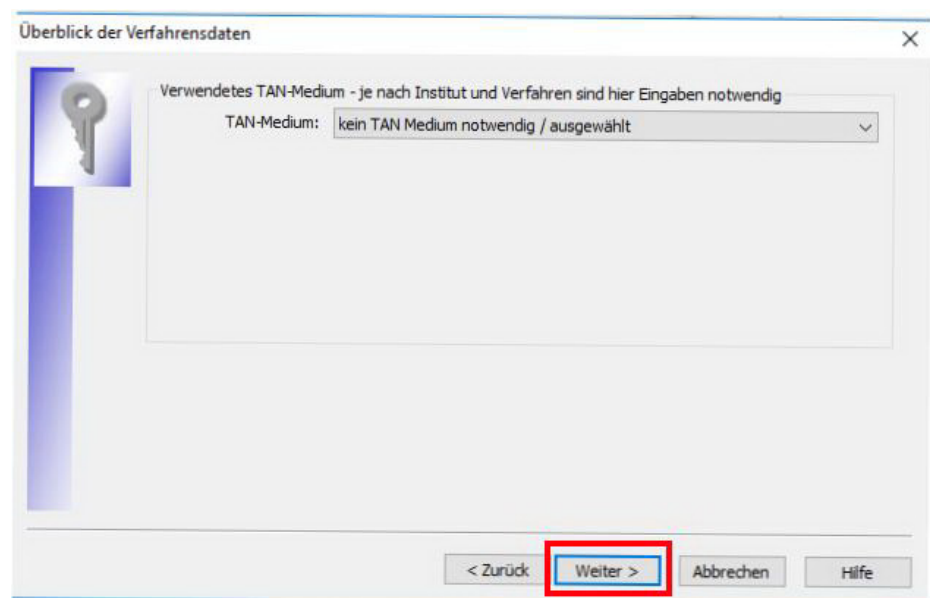 Überblick der Verfahrensdaten
Verwendetes TAN-Medium - je nach Institut und Verfahren sind hier Eingaben notwendig
TAN-Medium: kein TAN Medium notwendig / ausgewählt
< Zurück Weiter > Abbrechen Hilfe